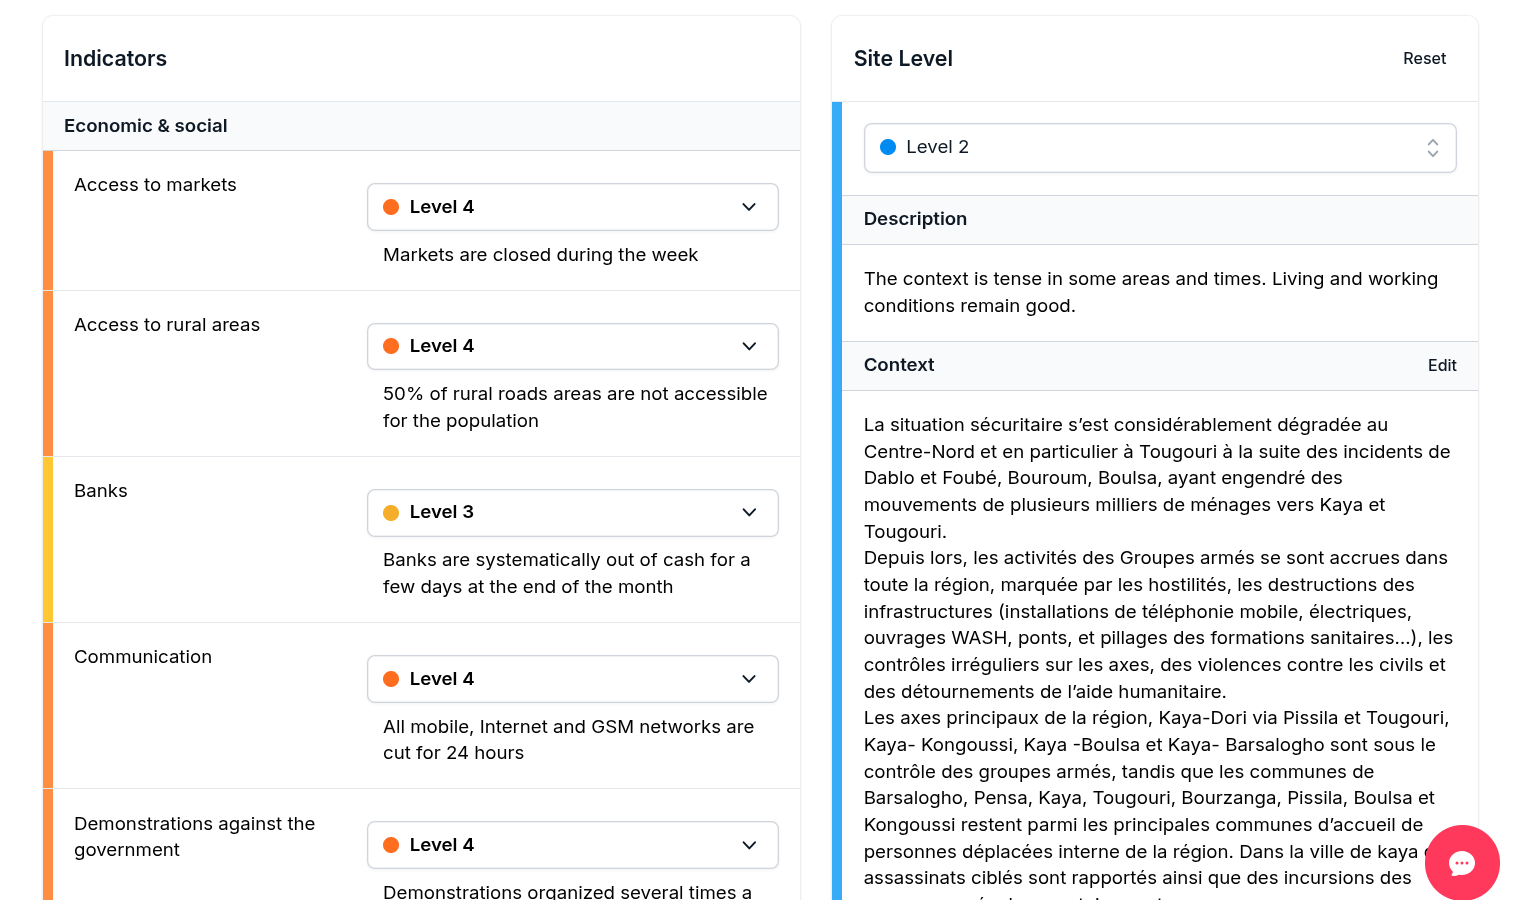 Indicators
Economic & social
Access to markets
Level 4
Markets are closed during the week
Access to rural areas
Level 4
50% of rural roads areas are not accessible
for the population
Banks
Level 3
Banks are systematically out of cash for a
few days at the end of the month
Communication
Level 4
All mobile, Internet and GSM networks are
cut for 24 hours
Demonstrations against the
government
Level 4
Demonstrations organized several times a
Site Level
Reset
Level 2
Description
The context is tense in some areas and times. Living and working
conditions remain good.
Context
Edit
La situation sécuritaire s’est considérablement dégradée au
Centre-Nord et en particulier à Tougouri à la suite des incidents de
Dablo et Foubé, Bouroum, Boulsa, ayant engendré des
mouvements de plusieurs milliers de ménages vers Kaya et
Tougouri.
Depuis lors, les activités des Groupes armés se sont accrues dans
toute la région, marquée par les hostilités, les destructions des
infrastructures (installations de téléphonie mobile, électriques,
ouvrages WASH, ponts, et pillages des formations sanitaires...), les
contrôles irréguliers sur les axes, des violences contre les civils et
des détournements de l’aide humanitaire.
Les axes principaux de la région, Kaya-Dori via Pissila et Tougouri,
Kaya- Kongoussi, Kaya -Boulsa et Kaya- Barsalogho sont sous le
contrôle des groupes armés, tandis que les communes de
Barsalogho, Pensa, Kaya, Tougouri, Bourzanga, Pissila, Boulsa et
Kongoussi restent parmi les principales communes d’accueil de
personnes déplacées interne de la région. Dans la ville de kaya
assassinats ciblés sont rapportés ainsi que des incursions des